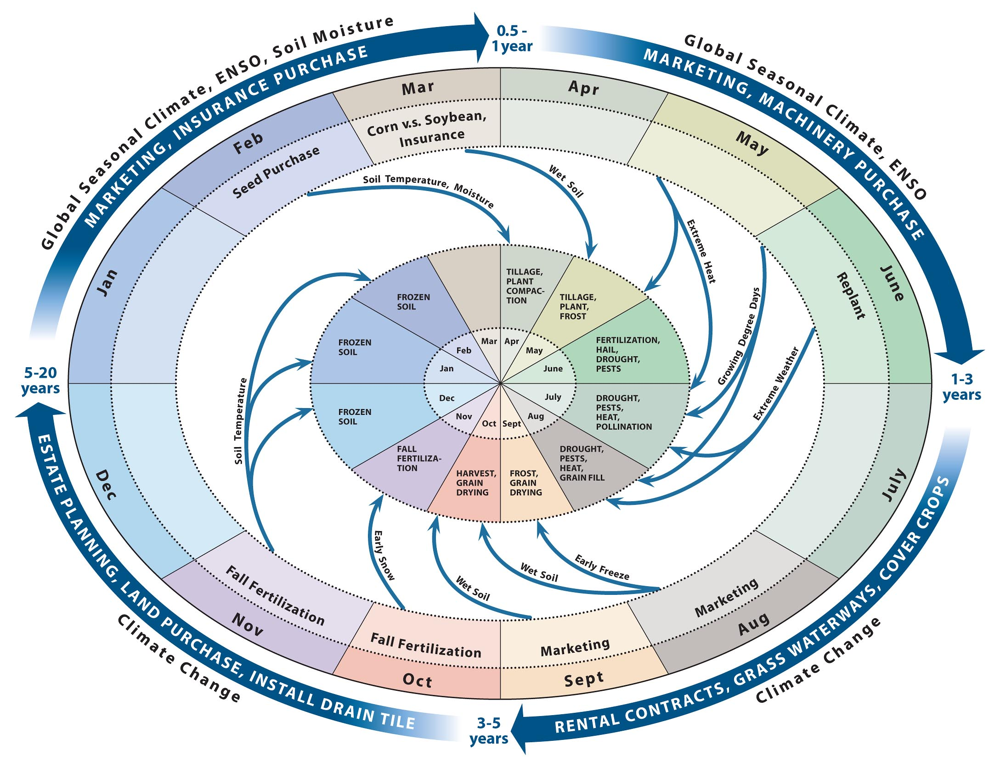 Global Seasonal Climate, ENSO, Soil Moisture
MARKETING, INSURANCE PURCHASE
0.5 -
1 year
Global Seasonal Climate, ENSO
MARKETING, MACHINERY PURCHASE
1-3
years
RENTAL CONTRACTS, GRASS WATERWAYS, COVER CROPS
Climate Change
3-5
years
ESTATE PLANNING, LAND PURCHASE, INSTALL DRAIN TILE
Climate Change
5-20
years
Jan
Feb
Seed Purchase
Mar
Corn v.s. Soybean,
Insurance
Apr
May
June
Replant
July
Aug
Marketing
Sept
Marketing
Oct
Fall Fertilization
Nov
Fall Fertilization
Dec
Soil Temperature, Moisture
Wet Soil
Extreme Heat
Growing Degree Days
Extreme Weather
Early Freeze
Wet Soil
Wet Soil
Early Snow
Soil Temperature
FROZEN
SOIL
FROZEN
SOIL
TILLAGE,
PLANT
COMPAC-
TION
TILLAGE,
PLANT,
FROST
FERTILIZATION,
HAIL,
DROUGHT,
PESTS
DROUGHT,
PESTS,
HEAT,
POLLINATION
DROUGHT,
PESTS,
HEAT,
GRAIN FILL
FROST,
GRAIN
DRYING
HARVEST,
GRAIN
DRYING
FALL
FERTILIZA-
TION
FROZEN
SOIL
Jan
Feb
Mar
Apr
May
June
July
Aug
Sept
Oct
Nov
Dec